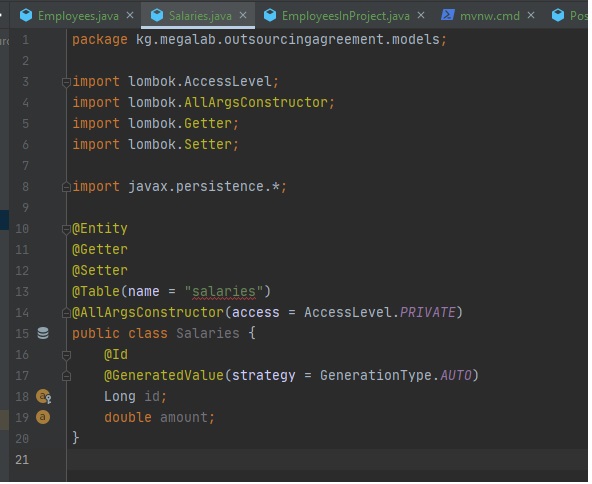 Employees.java × Salaries.java × EmployeesInProject.java × mvnw.cmd × Pos
1 package kg.megalab.outsourcingagreement.models;
2
3 import lombok.AccessLevel;
4 import lombok.AllArgsConstructor;
5 import lombok.Getter;
6 import lombok.Setter;
7
8 import javax.persistence.*;
9
10 @Entity
11 @Getter
12 @Setter
13 @Table(name = "salaries")
14 @AllArgsConstructor(access = AccessLevel.PRIVATE)
15 public class Salaries {
16 @Id
17 @GeneratedValue(strategy = GenerationType.AUTO)
18 Long id;
19 double amount;
20 }
21